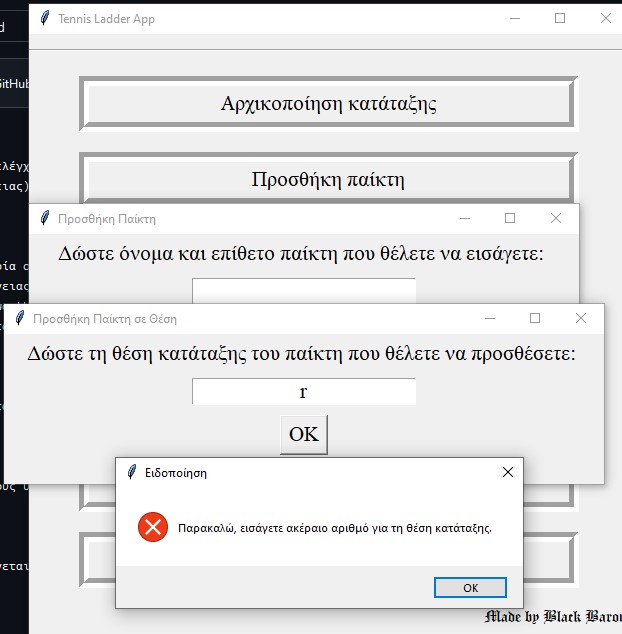 Tennis Ladder App
Αρχικοποίηση κατάταξης
Προσθήκη παίκτη
Προσθήκη Παίκτη
Δώστε όνομα και επίθετο παίκτη που θέλετε να εισάγετε:
Προσθήκη Παίκτη σε Θέση
Δώστε τη θέση κατάταξης του παίκτη που θέλετε να προσθέσετε:
r
OK
Ειδοποίηση
Παρακαλώ, εισάγετε ακέραιο αριθμό για τη θέση κατάταξης.
OK
Made by Black Baro